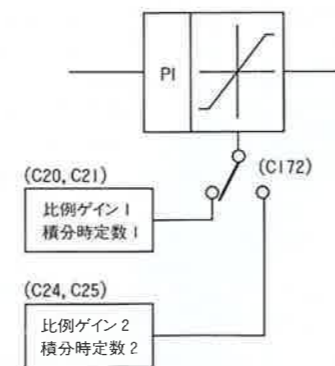 PI
(C172)
(C20, C21)
比例ゲイン 1
積分時定数 1
(C24, C25)
比例ゲイン 2
積分時定数 2